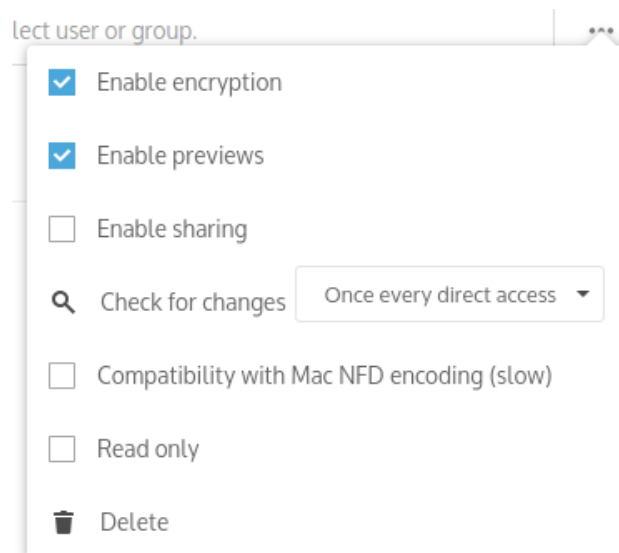 lect user or group.
Enable encryption
Enable previews
Enable sharing
Check for changes Once every direct access
Compatibility with Mac NFD encoding (slow)
Read only
Delete